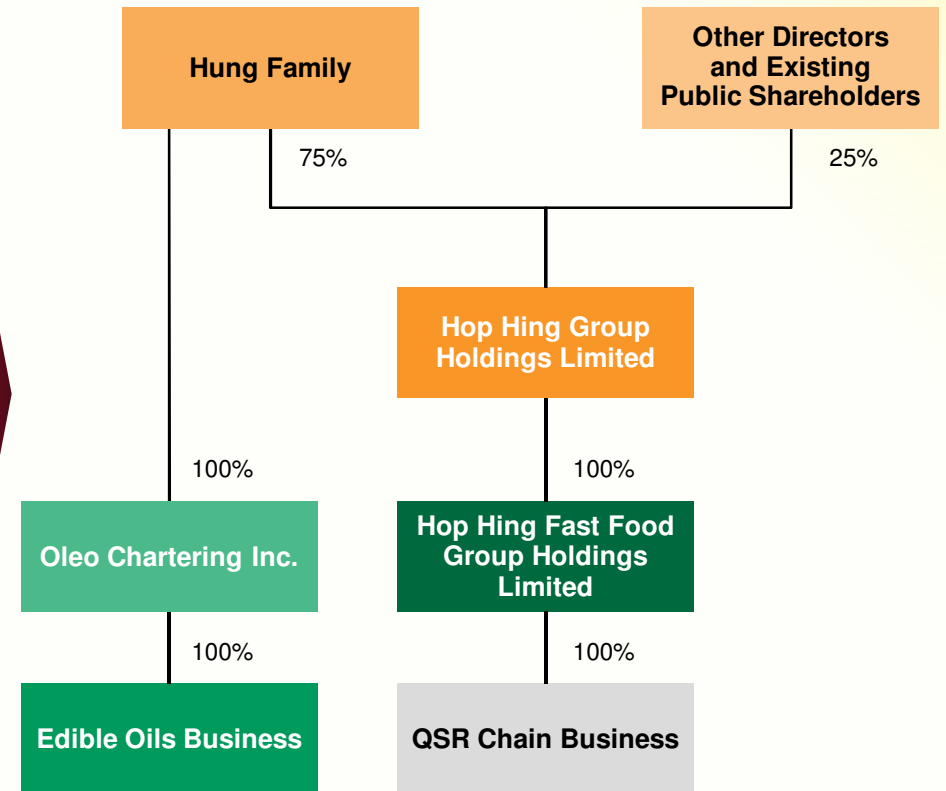 Hung Family
Other Directors
and Existing
Public Shareholders
75%
25%
Hop Hing Group
Holdings Limited
100%
100%
Oleo Chartering Inc.
Hop Hing Fast Food
Group Holdings
Limited
100%
100%
Edible Oils Business
QSR Chain Business